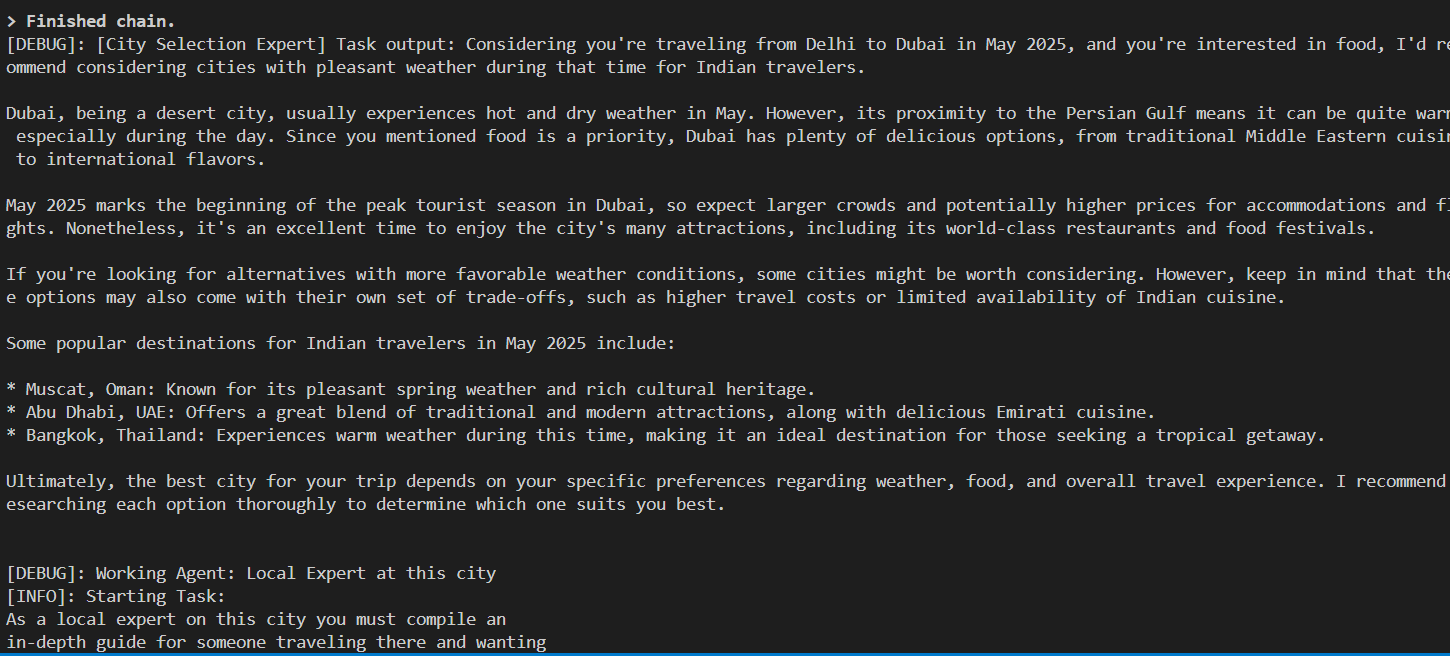 > Finished chain.
[DEBUG]: [City Selection Expert] Task output: Considering you're traveling from Delhi to Dubai in May 2025, and you're interested in food, I'd re
ommend considering cities with pleasant weather during that time for Indian travelers.
Dubai, being a desert city, usually experiences hot and dry weather in May. However, its proximity to the Persian Gulf means it can be quite warm
especially during the day. Since you mentioned food is a priority, Dubai has plenty of delicious options, from traditional Middle Eastern cuisin
to international flavors.
May 2025 marks the beginning of the peak tourist season in Dubai, so expect larger crowds and potentially higher prices for accommodations and fl
ghts. Nonetheless, it's an excellent time to enjoy the city's many attractions, including its world-class restaurants and food festivals.
If you're looking for alternatives with more favorable weather conditions, some cities might be worth considering. However, keep in mind that the
e options may also come with their own set of trade-offs, such as higher travel costs or limited availability of Indian cuisine.
Some popular destinations for Indian travelers in May 2025 include:
* Muscat, Oman: Known for its pleasant spring weather and rich cultural heritage.
* Abu Dhabi, UAE: Offers a great blend of traditional and modern attractions, along with delicious Emirati cuisine.
* Bangkok, Thailand: Experiences warm weather during this time, making it an ideal destination for those seeking a tropical getaway.
Ultimately, the best city for your trip depends on your specific preferences regarding weather, food, and overall travel experience. I recommend
esearching each option thoroughly to determine which one suits you best.
[DEBUG]: Working Agent: Local Expert at this city
[INFO]: Starting Task:
As a local expert on this city you must compile an
in-depth guide for someone traveling there and wanting